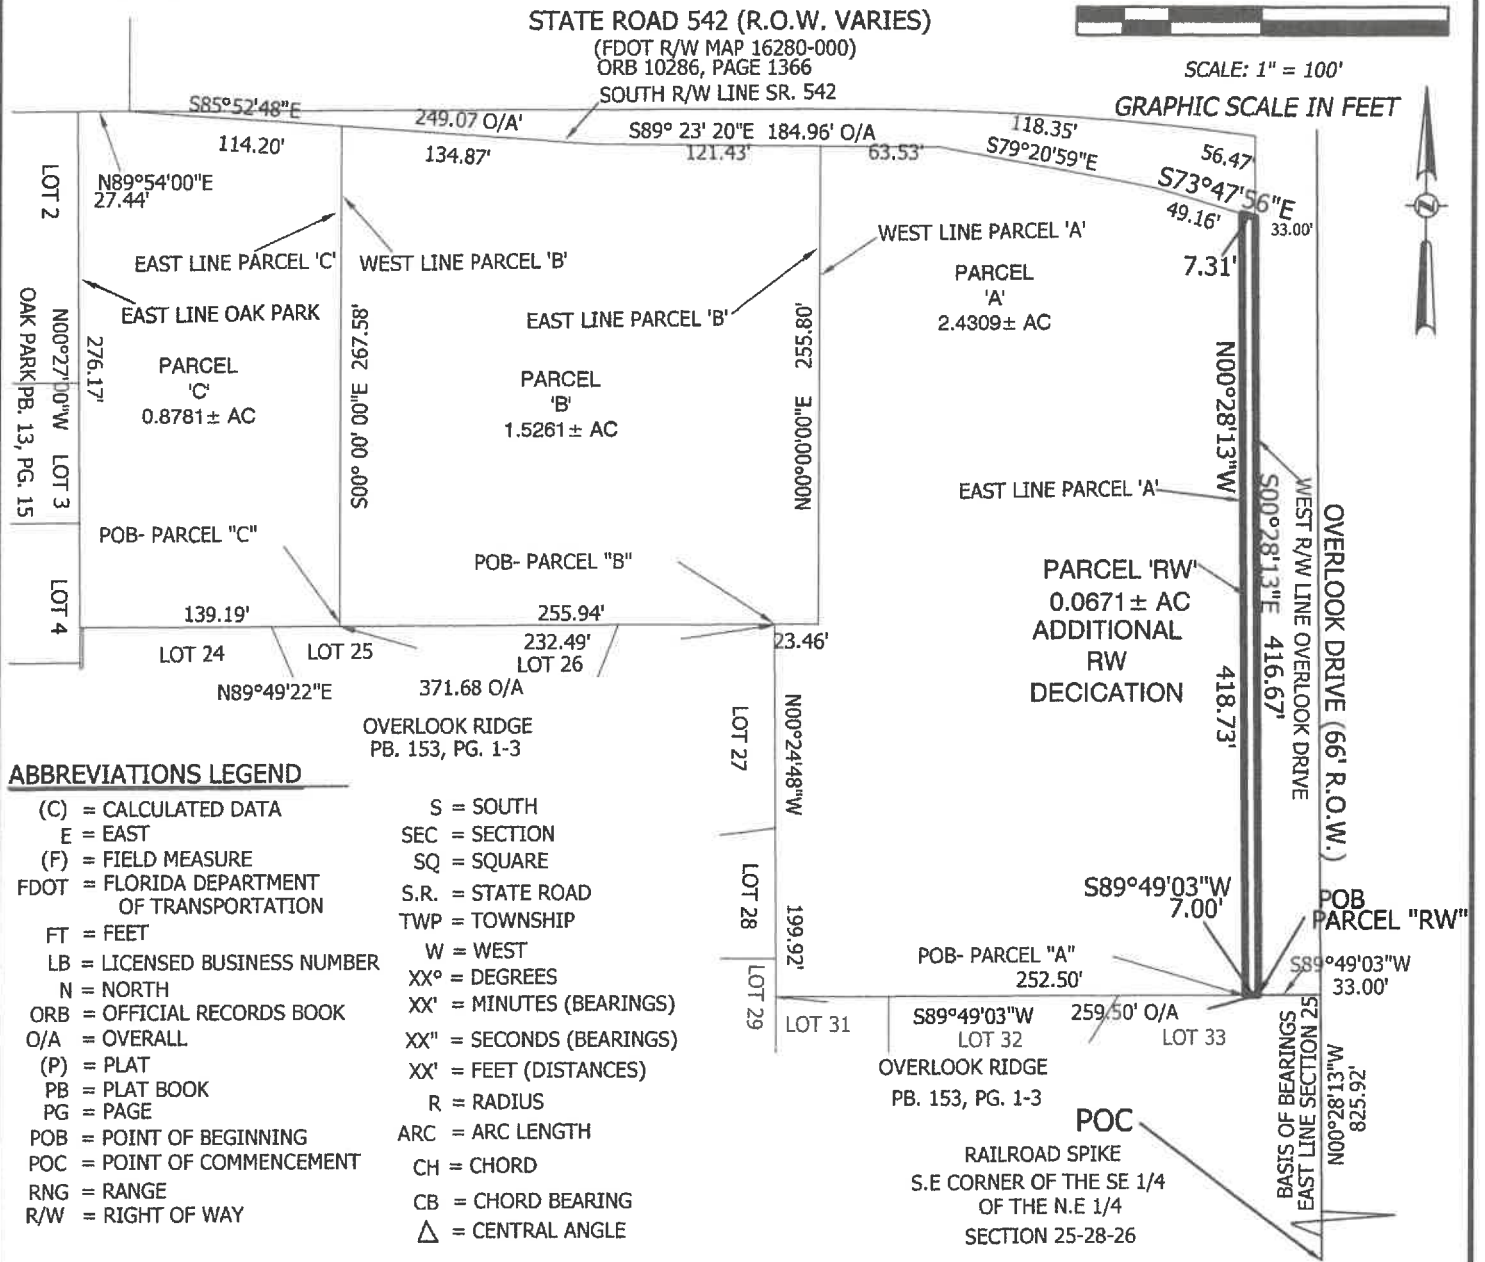 STATE ROAD 542 (R.O.W. VARIES)
(FDOT R/W MAP 16280-000)
ORB 10286, PAGE 1366
SOUTH R/W LINE SR. 542
SCALE: 1" = 100'
GRAPHIC SCALE IN FEET
S85°52'48"E
249.07 O/A'
114.20'
134.87'
S89° 23' 20"E 184.96' O/A
121.43'
63.53'
118.35'
S79°20'59"E
56.47'
S73°47'56"E
49.16'
33.00'
7.31'
N
N89°54'00"E
27.44'
LOT 2
EAST LINE PARCEL 'C'
WEST LINE PARCEL 'B'
EAST LINE OAK PARK
EAST LINE PARCEL 'B'
WEST LINE PARCEL 'A'
PARCEL
'A'
2.4309± AC
OAK PARK PB. 13, PG. 15
N00°27'00"W
LOT 3
276.17'
PARCEL
'C'
0.8781± AC
S00° 00' 00"E 267.58'
PARCEL
'B'
1.5261± AC
N00°00'00"E 255.80'
N00°28'13"W
418.73'
EAST LINE PARCEL 'A'
S00°28'13"E 416.67'
WEST R/W LINE OVERLOOK DRIVE
OVERLOOK DRIVE (66' R.O.W.)
PARCEL 'RW'
0.0671± AC
ADDITIONAL
RW
DECICATION
POB- PARCEL "C"
POB- PARCEL "B"
LOT 4
139.19'
255.94'
232.49'
23.46'
LOT 24
LOT 25
LOT 26
N89°49'22"E
371.68 O/A
OVERLOOK RIDGE
PB. 153, PG. 1-3
LOT 27
N00°24'48"W
199.92'
LOT 28
LOT 29
S89°49'03"W
7.00'
POB
PARCEL "RW"
POB- PARCEL "A"
252.50'
S89°49'03"W
33.00'
LOT 31
S89°49'03"W
259.50' O/A
LOT 32
LOT 33
OVERLOOK RIDGE
PB. 153, PG. 1-3
BASIS OF BEARINGS
EAST LINE SECTION 25
N00°28'13"W
825.92'
POC
RAILROAD SPIKE
S.E CORNER OF THE SE 1/4
OF THE N.E 1/4
SECTION 25-28-26
ABBREVIATIONS LEGEND
(C) = CALCULATED DATA
E = EAST
(F) = FIELD MEASURE
FDOT = FLORIDA DEPARTMENT
OF TRANSPORTATION
FT = FEET
LB = LICENSED BUSINESS NUMBER
N = NORTH
ORB = OFFICIAL RECORDS BOOK
O/A = OVERALL
(P) = PLAT
PB = PLAT BOOK
PG = PAGE
POB = POINT OF BEGINNING
POC = POINT OF COMMENCEMENT
RNG = RANGE
R/W = RIGHT OF WAY
S = SOUTH
SEC = SECTION
SQ = SQUARE
S.R. = STATE ROAD
TWP = TOWNSHIP
W = WEST
XX° = DEGREES
XX' = MINUTES (BEARINGS)
XX" = SECONDS (BEARINGS)
XX' = FEET (DISTANCES)
R = RADIUS
ARC = ARC LENGTH
CH = CHORD
CB = CHORD BEARING
△ = CENTRAL ANGLE